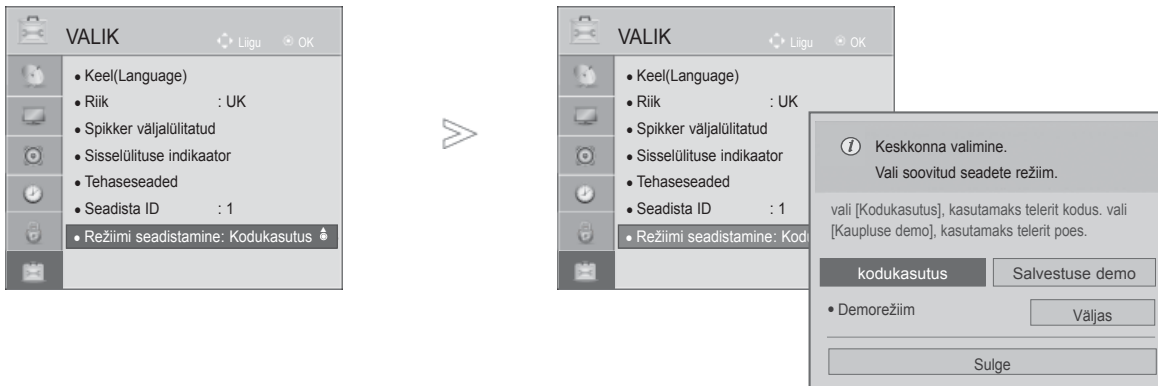 VALIK Liigu OK
• Keel(Language)
• Riik : UK
• Spikker väljalülitatud
• Sisselülituse indikaator
• Tehaseseaded
• Seadista ID : 1
• Režiimi seadistamine: Kodukasutus
VALIK Liigu OK
• Keel(Language)
• Riik : UK
• Spikker väljalülitatud
• Sisselülituse indikaator
• Tehaseseaded
• Seadista ID : 1
• Režiimi seadistamine: Kodu
Keskkonna valimine.
Vali soovitud seadete režiim.
vali [Kodukasutus], kasutamaks telerit kodus. vali
[Kaupluse demo], kasutamaks telerit poes.
kodukasutus Salvestuse demo
• Demorežiim Väljas
Sulge